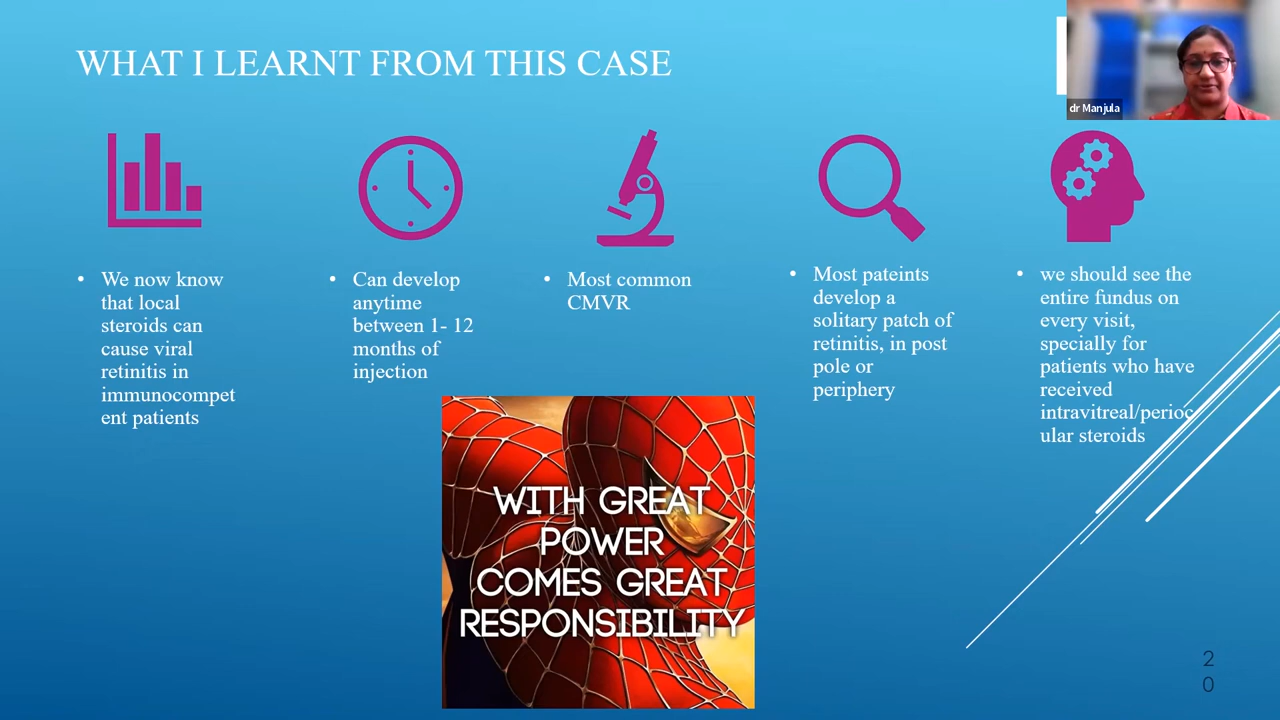 WHAT I LEARNT FROM THIS CASE
dr Manjula
• We now know
that local
steroids can
cause viral
retinitis in
immunocompet
ent patients
• Can develop
anytime
between 1- 12
months of
injection
• Most common
CMVR
• Most pateints
develop a
solitary patch of
retinitis, in post
pole or
periphery
• we should see the
entire fundus on
every visit,
specially for
patients who have
received
intravitreal/perioc
ular steroids
WITH GREAT
POWER
COMES GREAT
RESPONSIBILITY
2
0